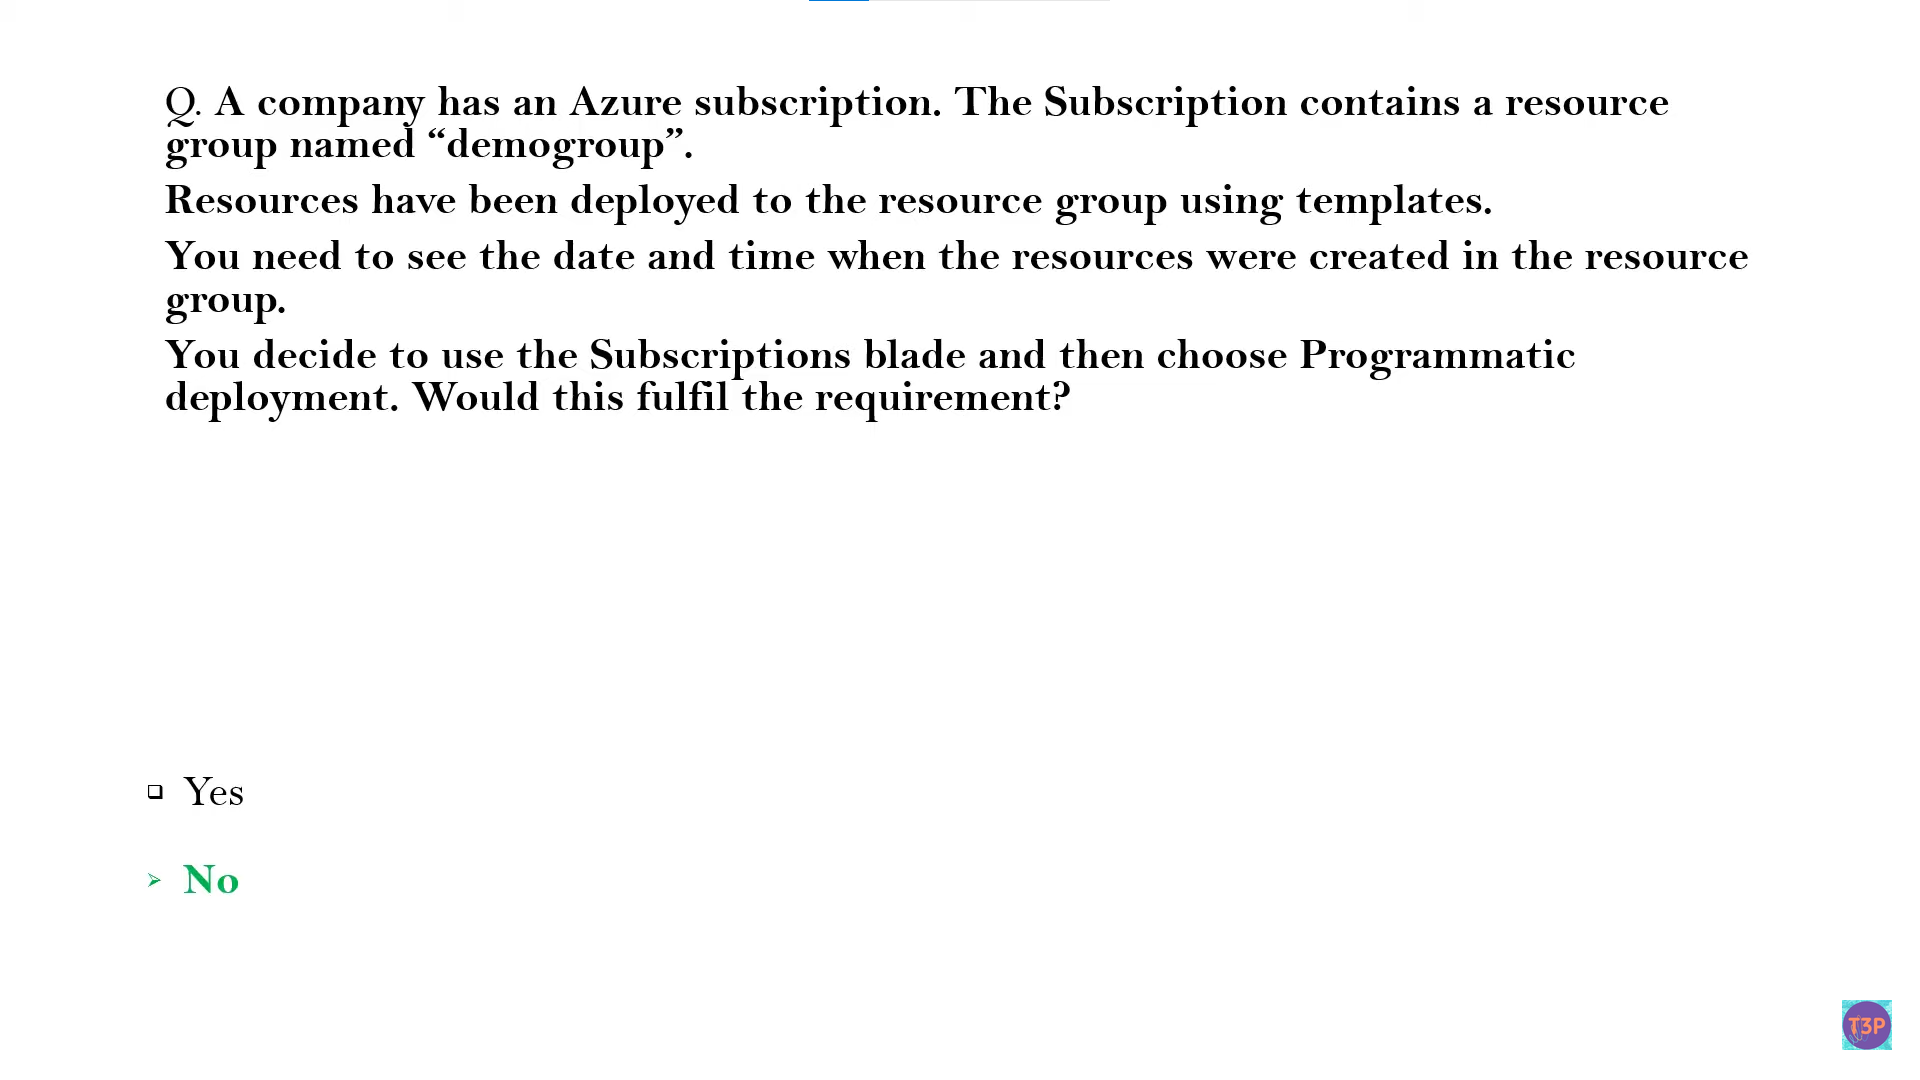 Q. A company has an Azure subscription. The Subscription contains a resource
group named “demogroup”.
Resources have been deployed to the resource group using templates.
You need to see the date and time when the resources were created in the resource
group.
You decide to use the Subscriptions blade and then choose Programmatic
deployment. Would this fulfil the requirement?
Yes
No
T3P